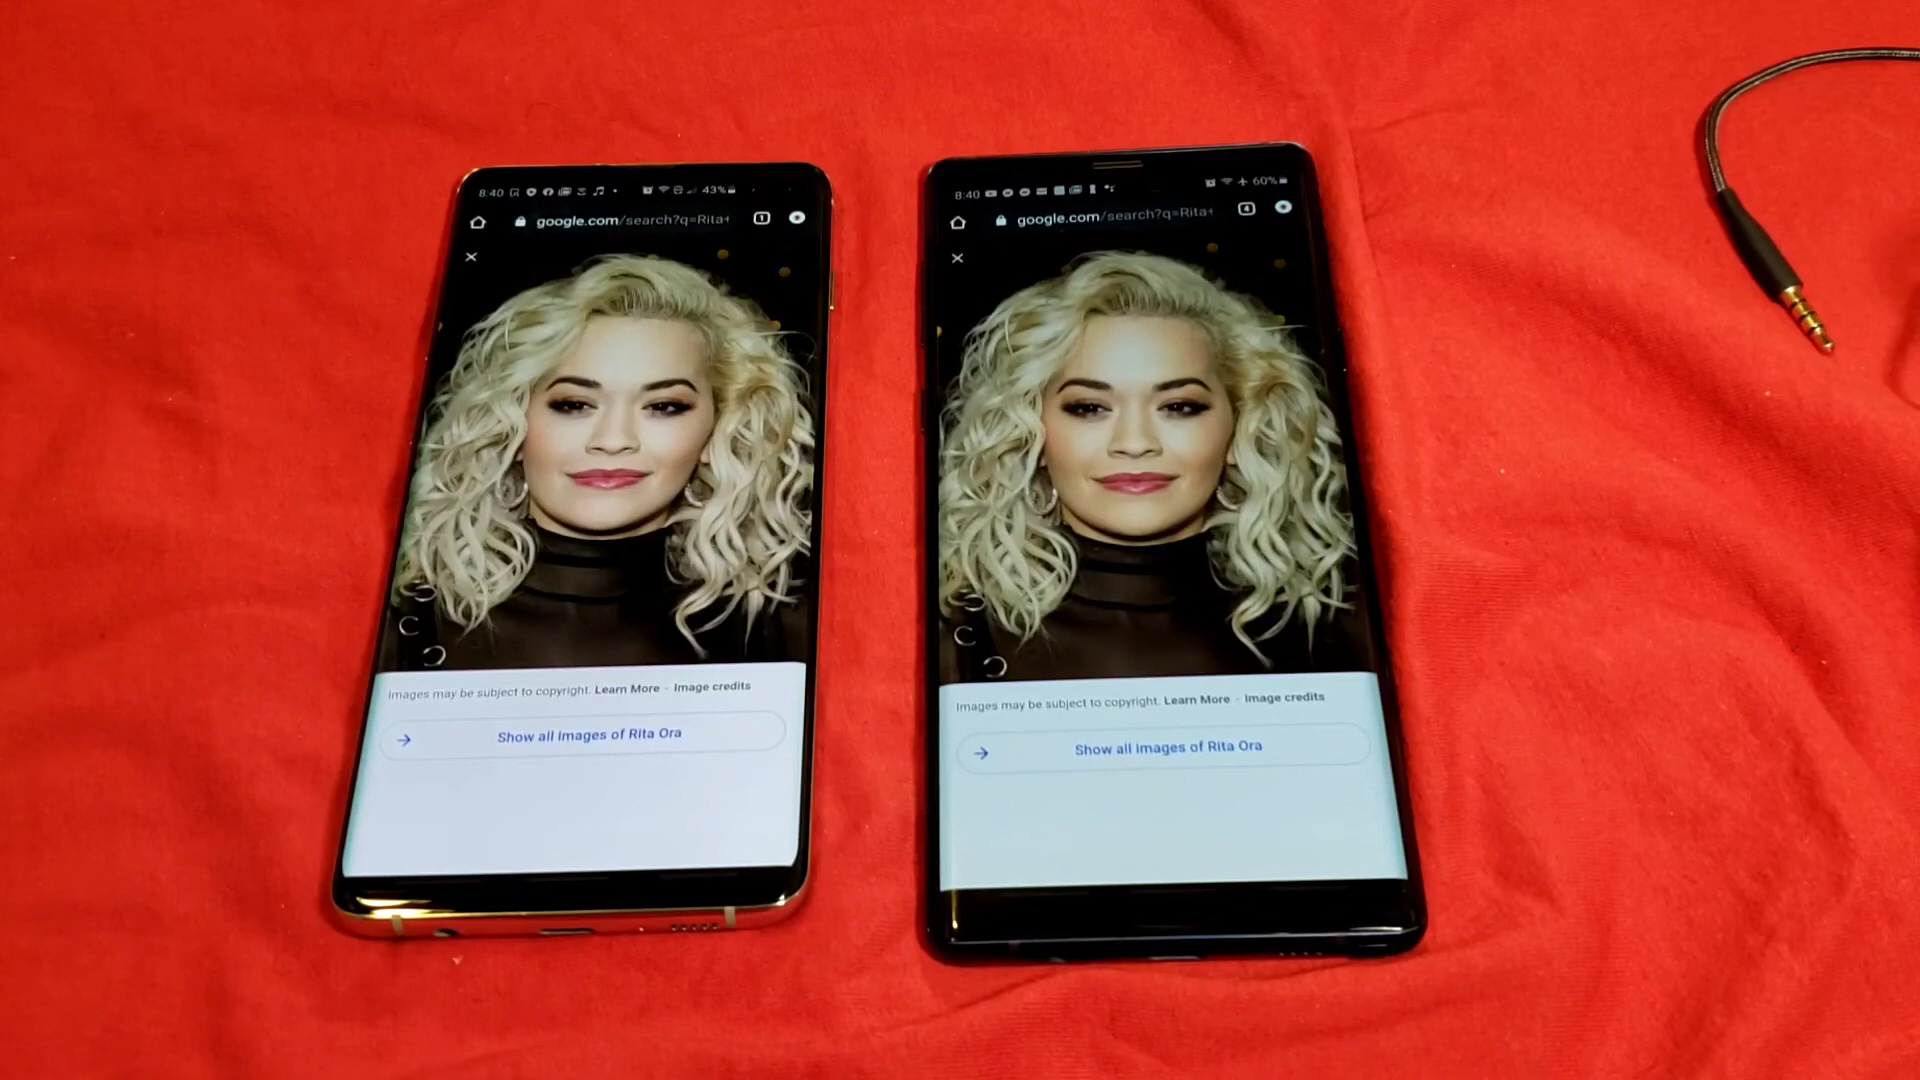 8:40
43%
google.com/search?q=Rita+
1
Images may be subject to copyright. Learn More - Image credits
Show all images of Rita Ora
8:40
60%
google.com/search?q=Rita+
4
Images may be subject to copyright. Learn More - Image credits
Show all images of Rita Ora